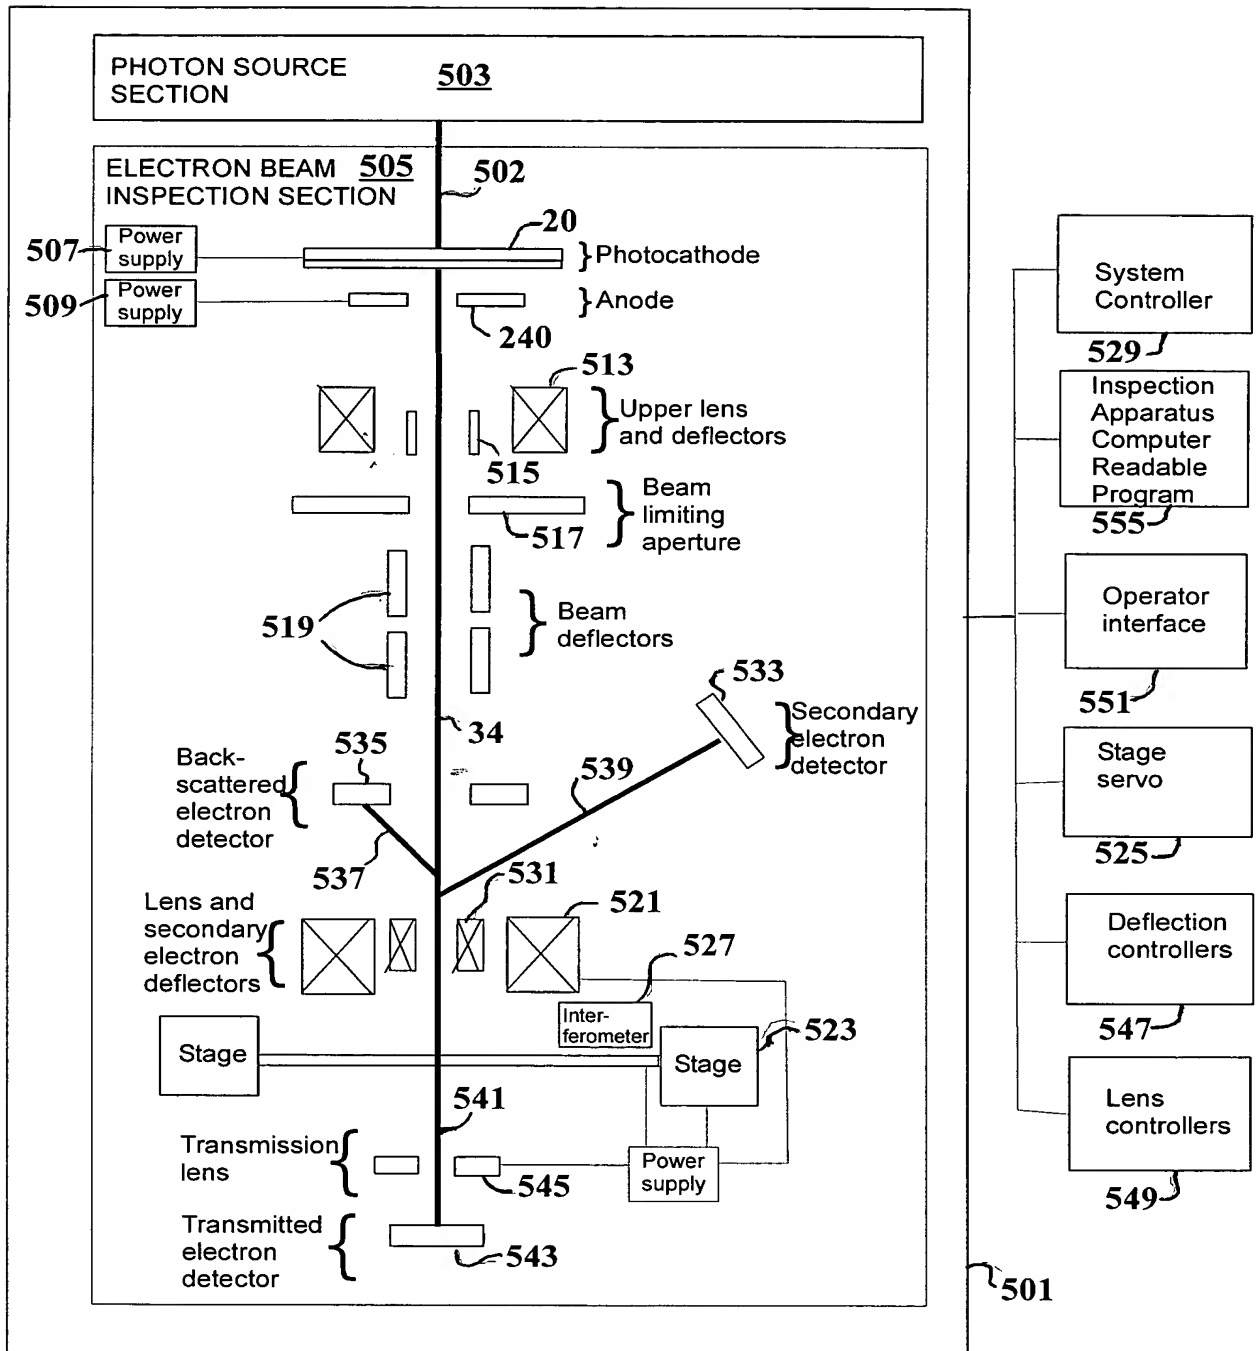 PHOTON SOURCE
SECTION
503
ELECTRON BEAM 505
INSPECTION SECTION
502
20
507
Power
supply
Photocathode
509
Power
supply
Anode
240
513
Upper lens
and deflectors
515
Beam
limiting
aperture
517
519
Beam
deflectors
533
34
Secondary
electron
detector
535
Back-
scattered
electron
detector
539
537
531
521
Lens and
secondary
electron
deflectors
527
Inter-
ferometer
523
Stage
Stage
541
Transmission
lens
545
Power
supply
Transmitted
electron
detector
543
501
System
Controller
529
Inspection
Apparatus
Computer
Readable
Program
555
Operator
interface
551
Stage
servo
525
Deflection
controllers
547
Lens
controllers
549